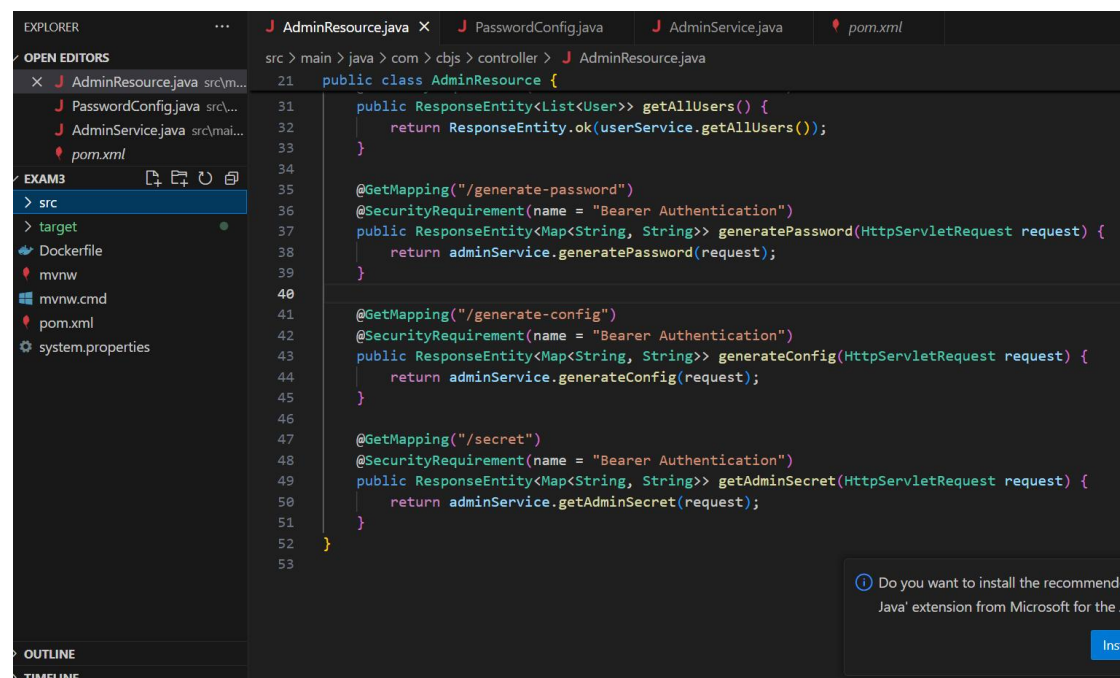 EXPLORER ...
OPEN EDITORS
AdminResource.java src\m...
PasswordConfig.java src\...
AdminService.java src\mai...
pom.xml
EXAM3
src
target
Dockerfile
mvnw
mvnw.cmd
pom.xml
system.properties
OUTLINE
TIMELINE
AdminResource.java PasswordConfig.java AdminService.java pom.xml
src > main > java > com > cbjs > controller > AdminResource.java
21 public class AdminResource {
31 public ResponseEntity<List<User>> getAllUsers() {
32 return ResponseEntity.ok(userService.getAllUsers());
33 }
34
35 @GetMapping("/generate-password")
36 @SecurityRequirement(name = "Bearer Authentication")
37 public ResponseEntity<Map<String, String>> generatePassword(HttpServletRequest request) {
38 return adminService.generatePassword(request);
39 }
40
41 @GetMapping("/generate-config")
42 @SecurityRequirement(name = "Bearer Authentication")
43 public ResponseEntity<Map<String, String>> generateConfig(HttpServletRequest request) {
44 return adminService.generateConfig(request);
45 }
46
47 @GetMapping("/secret")
48 @SecurityRequirement(name = "Bearer Authentication")
49 public ResponseEntity<Map<String, String>> getAdminSecret(HttpServletRequest request) {
50 return adminService.getAdminSecret(request);
51 }
52 }
53
Do you want to install the recommend
Java' extension from Microsoft for the
Ins